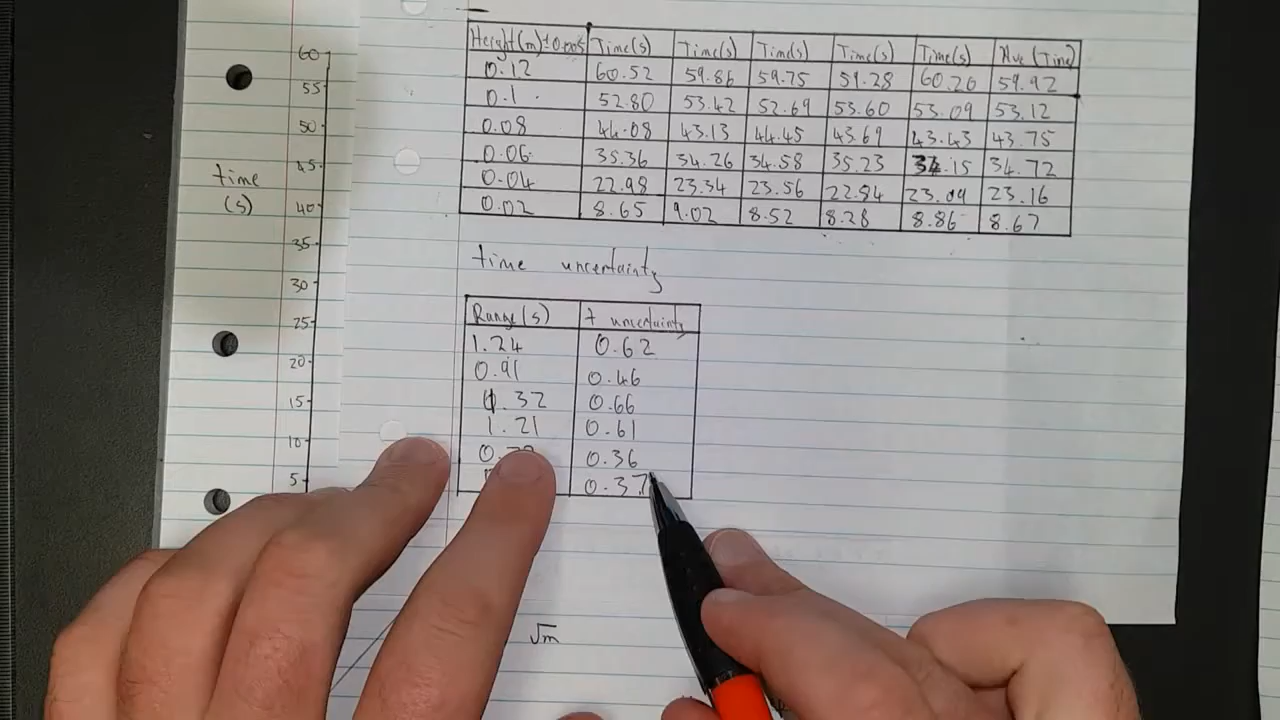 Height(m)±0.005 Time(s) Time(s) Time(s) Time(s) Time(s) Ave (Time)
0.12 60.52 59.86 59.75 59.28 60.20 59.92
0.1 52.80 53.42 52.69 53.60 53.09 53.12
0.08 44.08 43.13 44.45 43.69 43.43 43.75
0.06 35.36 34.26 34.58 35.23 34.15 34.72
0.04 22.98 23.34 23.56 22.84 23.09 23.16
0.02 8.65 9.02 8.52 8.28 8.86 8.67
time uncertainty
Range(s) ± uncertainty
1.24 0.62
0.91 0.46
1.32 0.66
1.21 0.61
0.36
0.37
√m
time
(s)
60
55
50
45
40
35
30
25
20
15
10
5